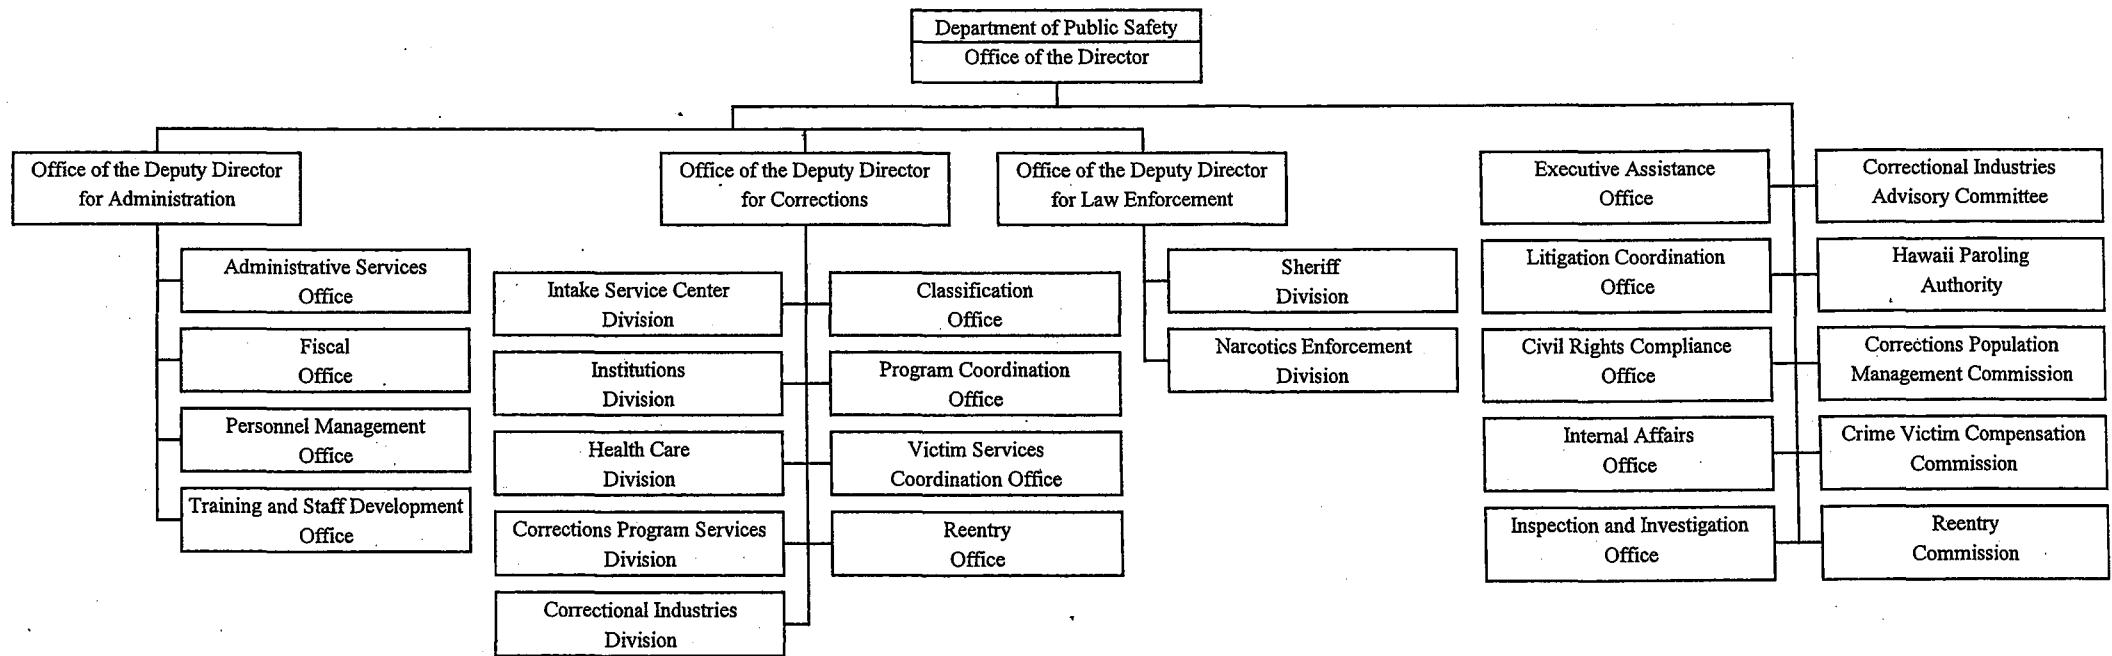 Department of Public Safety
Office of the Director
Office of the Deputy Director
for Administration
Administrative Services
Office
Fiscal
Office
Personnel Management
Office
Training and Staff Development
Office
Office of the Deputy Director
for Corrections
Intake Service Center
Division
Institutions
Division
Health Care
Division
Corrections Program Services
Division
Correctional Industries
Division
Classification
Office
Program Coordination
Office
Victim Services
Coordination Office
Reentry
Office
Office of the Deputy Director
for Law Enforcement
Sheriff
Division
Narcotics Enforcement
Division
Executive Assistance
Office
Litigation Coordination
Office
Civil Rights Compliance
Office
Internal Affairs
Office
Inspection and Investigation
Office
Correctional Industries
Advisory Committee
Hawaii Paroling
Authority
Corrections Population
Management Commission
Crime Victim Compensation
Commission
Reentry
Commission